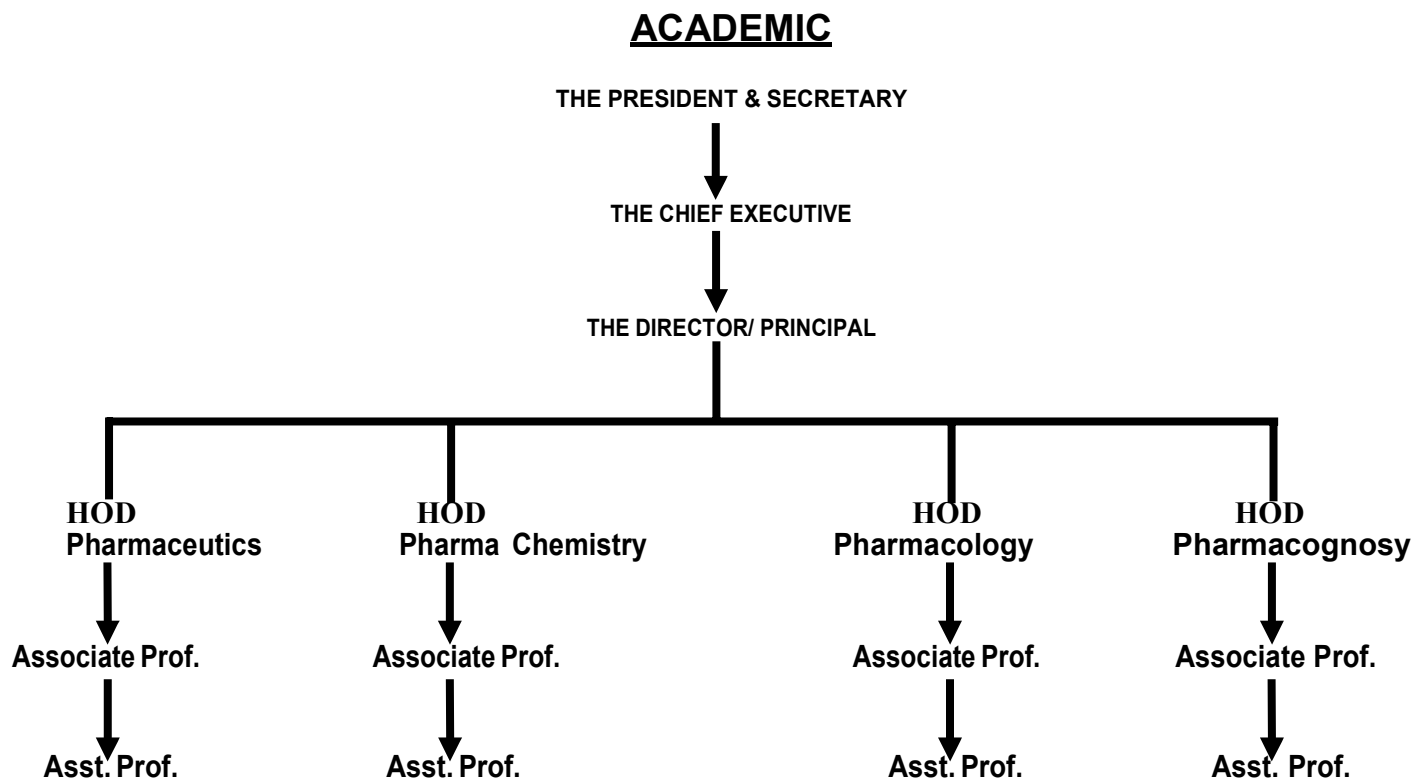 ACADEMIC
THE PRESIDENT & SECRETARY
THE CHIEF EXECUTIVE
THE DIRECTOR/ PRINCIPAL
HOD HOD HOD HOD
Pharmaceutics Pharma Chemistry Pharmacology Pharmacognosy
Associate Prof. Associate Prof. Associate Prof. Associate Prof.
Asst. Prof. Asst. Prof. Asst. Prof. Asst. Prof.